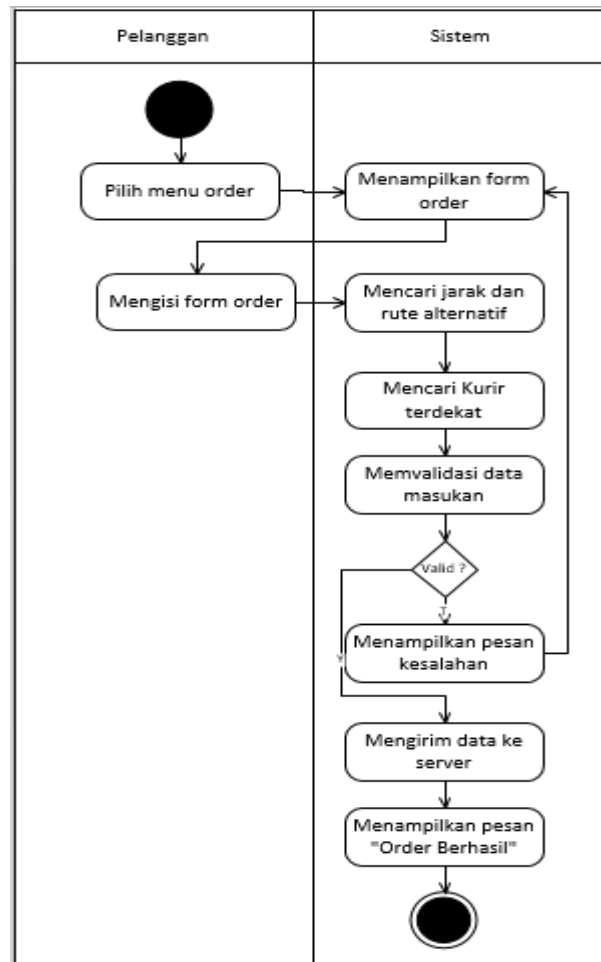 Pelanggan
Sistem
Pilih menu order
Menampilkan form
order
Mengisi form order
Mencari jarak dan
rute alternatif
Mencari Kurir
terdekat
Memvalidasi data
masukan
Valid ?
T
Menampilkan pesan
kesalahan
Y
Mengirim data ke
server
Menampilkan pesan
"Order Berhasil"